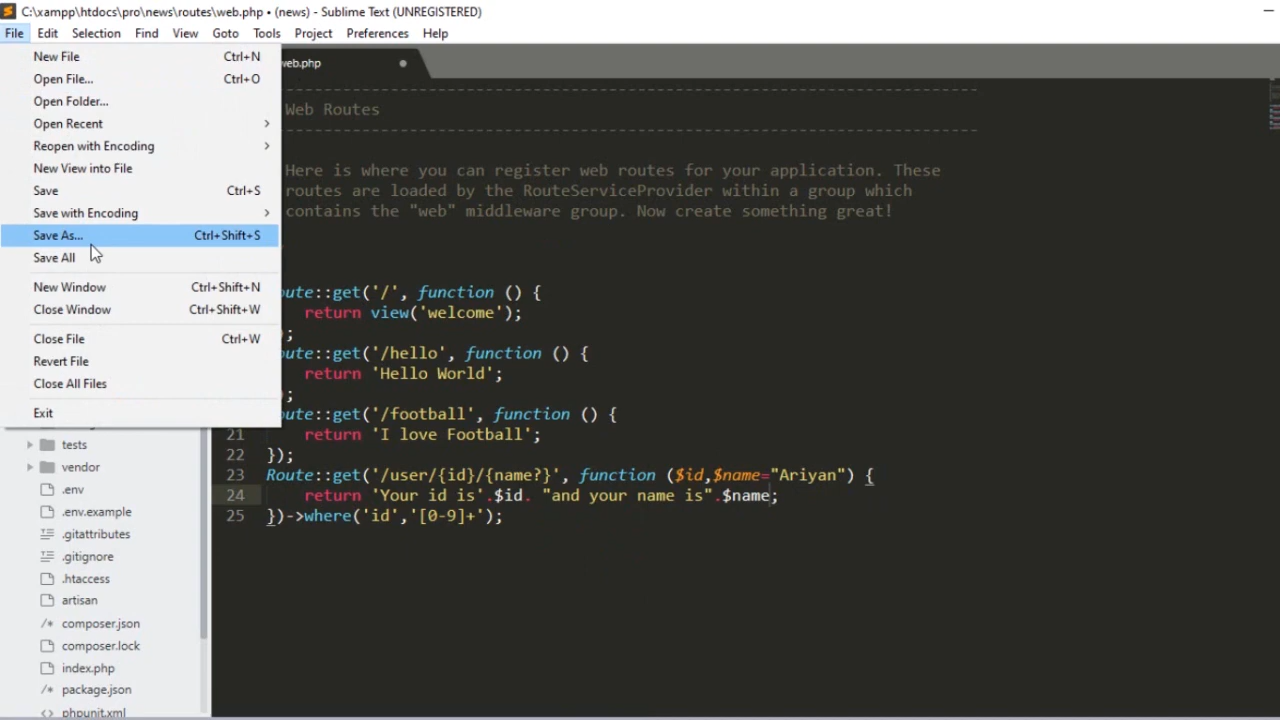 C:\xampp\htdocs\pro\news\routes\web.php • (news) - Sublime Text (UNREGISTERED)
File Edit Selection Find View Goto Tools Project Preferences Help
New File Ctrl+N
Open File... Ctrl+O
Open Folder...
Open Recent
Reopen with Encoding
New View into File
Save Ctrl+S
Save with Encoding
Save As... Ctrl+Shift+S
Save All
New Window Ctrl+Shift+N
Close Window Ctrl+Shift+W
Close File Ctrl+W
Revert File
Close All Files
Exit
tests
vendor
.env
.env.example
.gitattributes
.gitignore
.htaccess
artisan
composer.json
composer.lock
index.php
package.json
phpunit.xml
web.php
Web Routes
Here is where you can register web routes for your application. These
routes are loaded by the RouteServiceProvider within a group which
contains the "web" middleware group. Now create something great!
oute::get('/', function () {
return view('welcome');
);
oute::get('/hello', function () {
return 'Hello World';
);
oute::get('/football', function () {
21 return 'I love Football';
22 });
23 Route::get('/user/{id}/{name?}', function ($id,$name="Ariyan") {
24 return 'Your id is'.$id. "and your name is".$name;
25 })->where('id','[0-9]+');